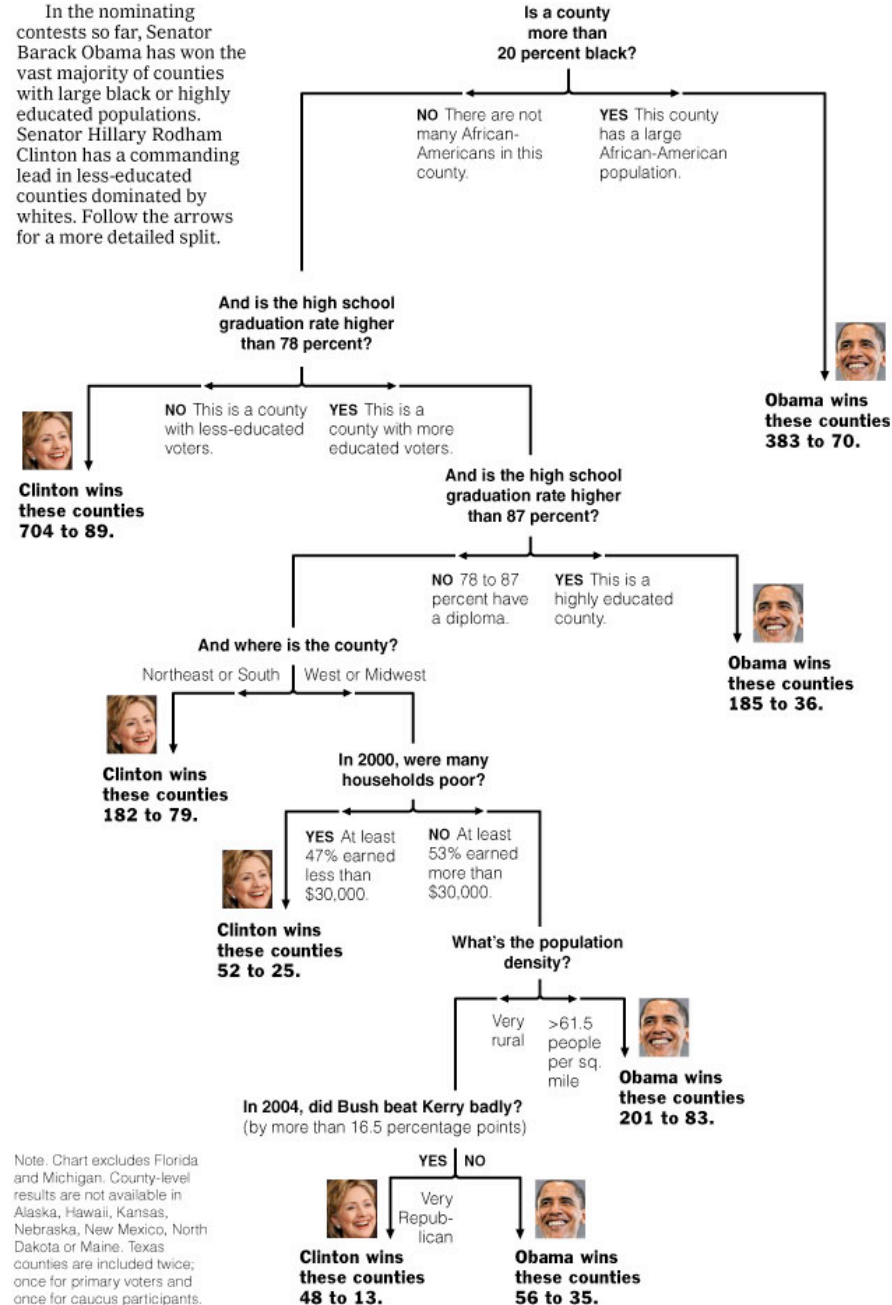 In the nominating
contests so far, Senator
Barack Obama has won the
vast majority of counties
with large black or highly
educated populations.
Senator Hillary Rodham
Clinton has a commanding
lead in less-educated
counties dominated by
whites. Follow the arrows
for a more detailed split.
Is a county
more than
20 percent black?
NO There are not
many African-
Americans in this
county.
YES This county
has a large
African-American
population.
And is the high school
graduation rate higher
than 78 percent?
Obama wins
these counties
383 to 70.
NO This is a county
with less-educated
voters.
YES This is a
county with more
educated voters.
Clinton wins
these counties
704 to 89.
And is the high school
graduation rate higher
than 87 percent?
NO 78 to 87
percent have
a diploma.
YES This is a
highly educated
county.
Obama wins
these counties
185 to 36.
And where is the county?
Northeast or South
West or Midwest
Clinton wins
these counties
182 to 79.
In 2000, were many
households poor?
YES At least
47% earned
less than
$30,000.
NO At least
53% earned
more than
$30,000.
Clinton wins
these counties
52 to 25.
What's the population
density?
Very
rural
>61.5
people
per sq.
mile
Obama wins
these counties
201 to 83.
In 2004, did Bush beat Kerry badly?
(by more than 16.5 percentage points)
YES
NO
Very
Repub-
lican
Clinton wins
these counties
48 to 13.
Obama wins
these counties
56 to 35.
Note. Chart excludes Florida
and Michigan. County-level
results are not available in
Alaska, Hawaii, Kansas,
Nebraska, New Mexico, North
Dakota or Maine. Texas
counties are included twice;
once for primary voters and
once for caucus participants.